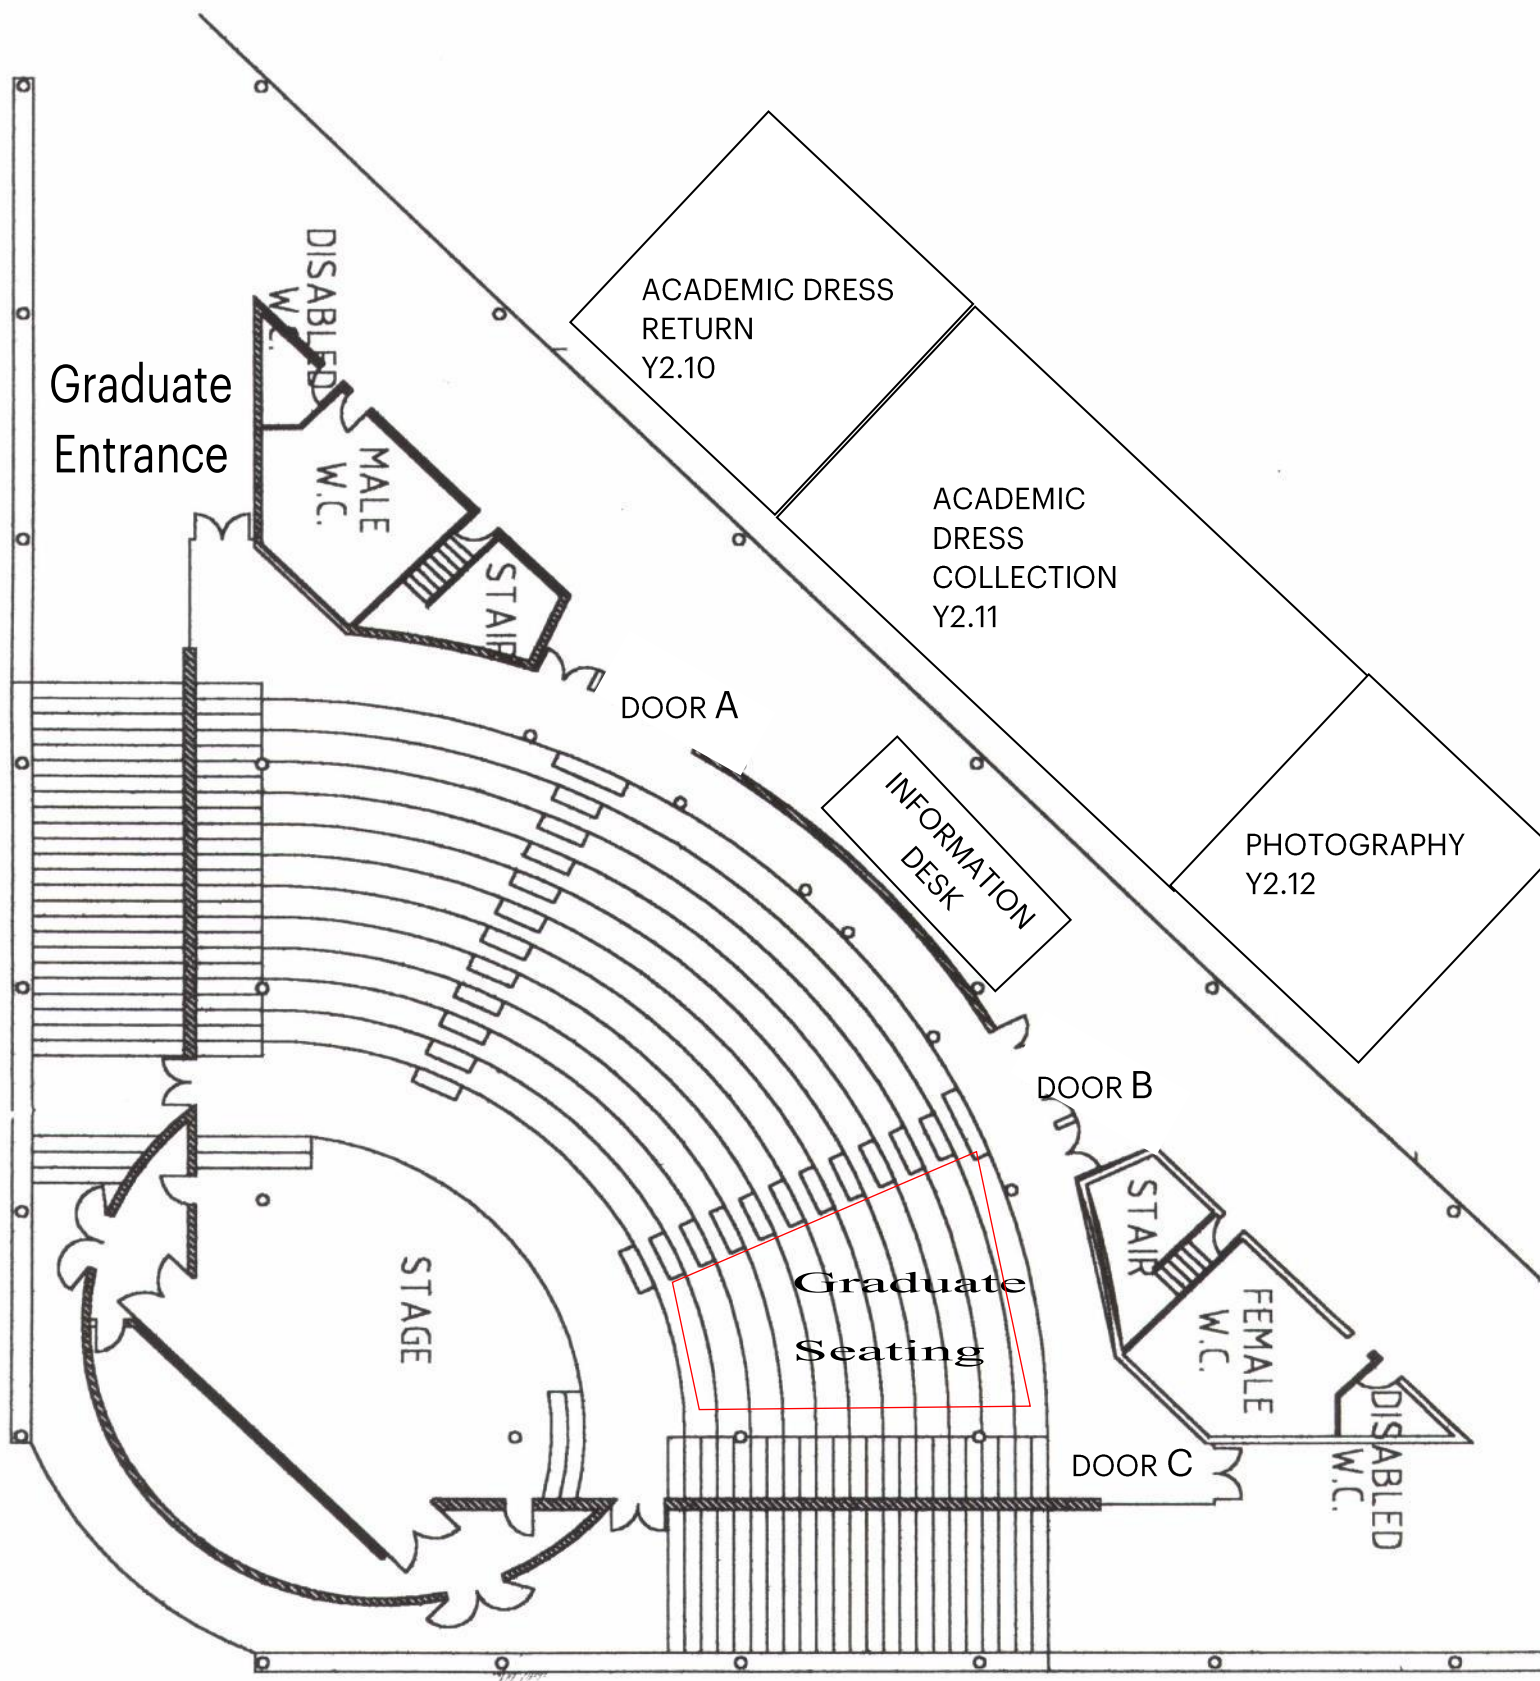 DISABLED
W.C.
Graduate
Entrance
MALE
W.C.
STAIR
ACADEMIC DRESS
RETURN
Y2.10
ACADEMIC
DRESS
COLLECTION
Y2.11
DOOR A
INFORMATION
DESK
PHOTOGRAPHY
Y2.12
DOOR B
STAIR
FEMALE
W.C.
DISABLED
W.C.
STAGE
Graduate
Seating
DOOR C